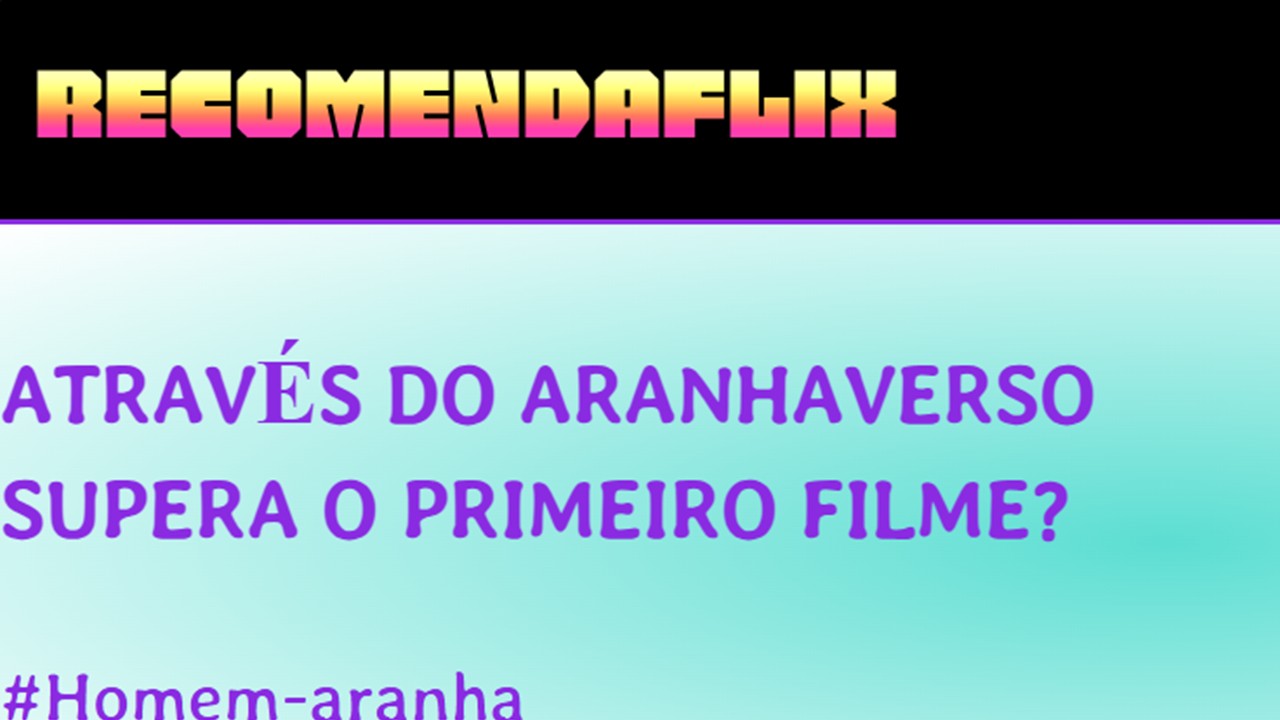 RECOMENDAFLIX
ATRAVÉS DO ARANHAVERSO
SUPERA O PRIMEIRO FILME?
#Homem-aranha